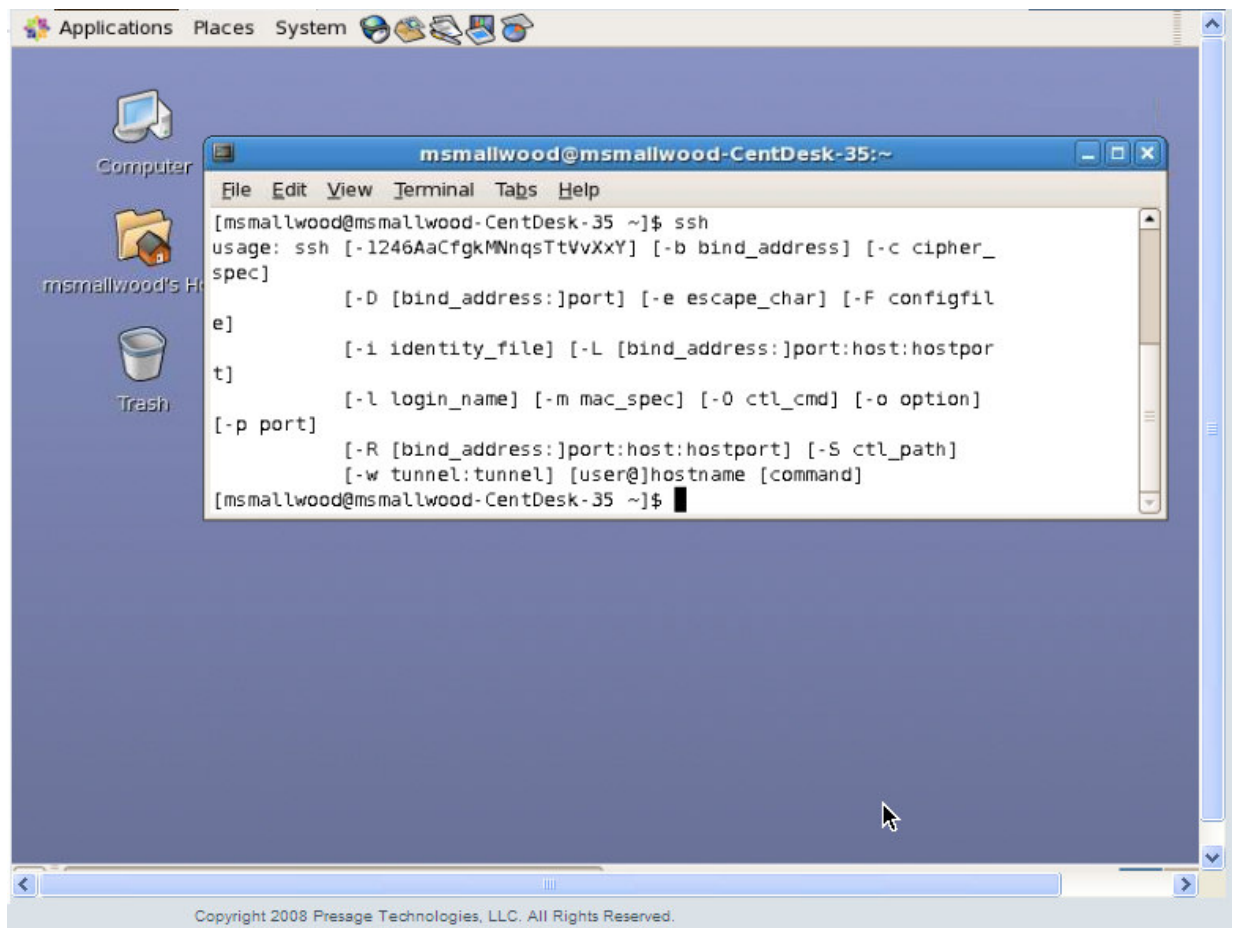 Applications Places System
Computer
msmallwood's H
Trash
msmallwood@msmallwood-CentDesk-35:~
File Edit View Terminal Tabs Help
[msmallwood@msmallwood-CentDesk-35 ~]$ ssh
usage: ssh [-1246AaCfgkMNnqsTtVvXxY] [-b bind_address] [-c cipher_
spec]
[-D [bind_address:]port] [-e escape_char] [-F configfil
e]
[-i identity_file] [-L [bind_address:]port:host:hostpor
t]
[-l login_name] [-m mac_spec] [-O ctl_cmd] [-o option]
[-p port]
[-R [bind_address:]port:host:hostport] [-S ctl_path]
[-w tunnel:tunnel] [user@]hostname [command]
[msmallwood@msmallwood-CentDesk-35 ~]$
Copyright 2008 Presage Technologies, LLC. All Rights Reserved.